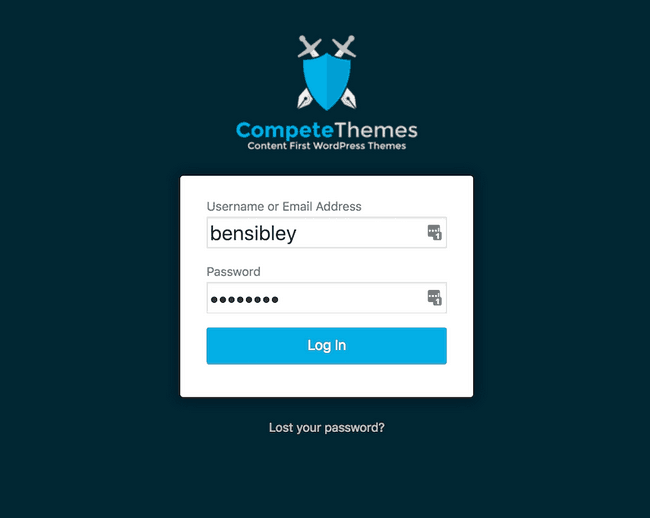 CompeteThemes
Content First WordPress Themes
Username or Email Address
bensibley
Password
••••••••
Log In
Lost your password?